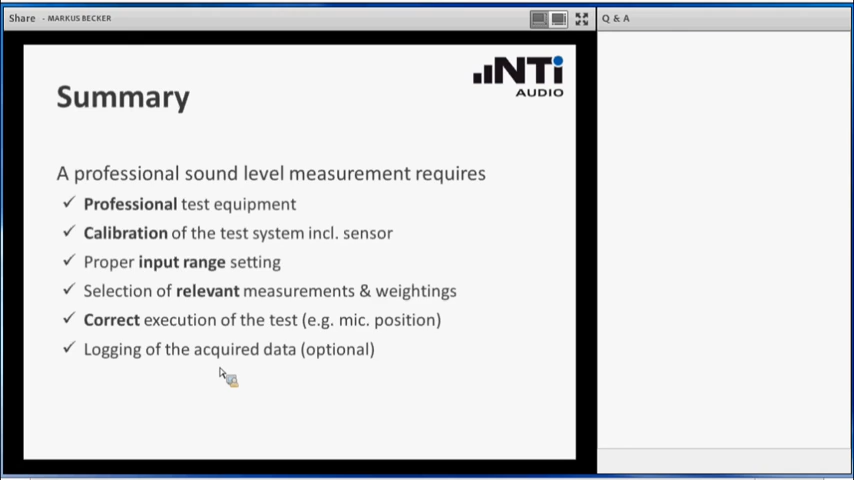 Share - MARKUS BECKER
Q & A
NTi
AUDIO
Summary
A professional sound level measurement requires
✓ Professional test equipment
✓ Calibration of the test system incl. sensor
✓ Proper input range setting
✓ Selection of relevant measurements & weightings
✓ Correct execution of the test (e.g. mic. position)
✓ Logging of the acquired data (optional)